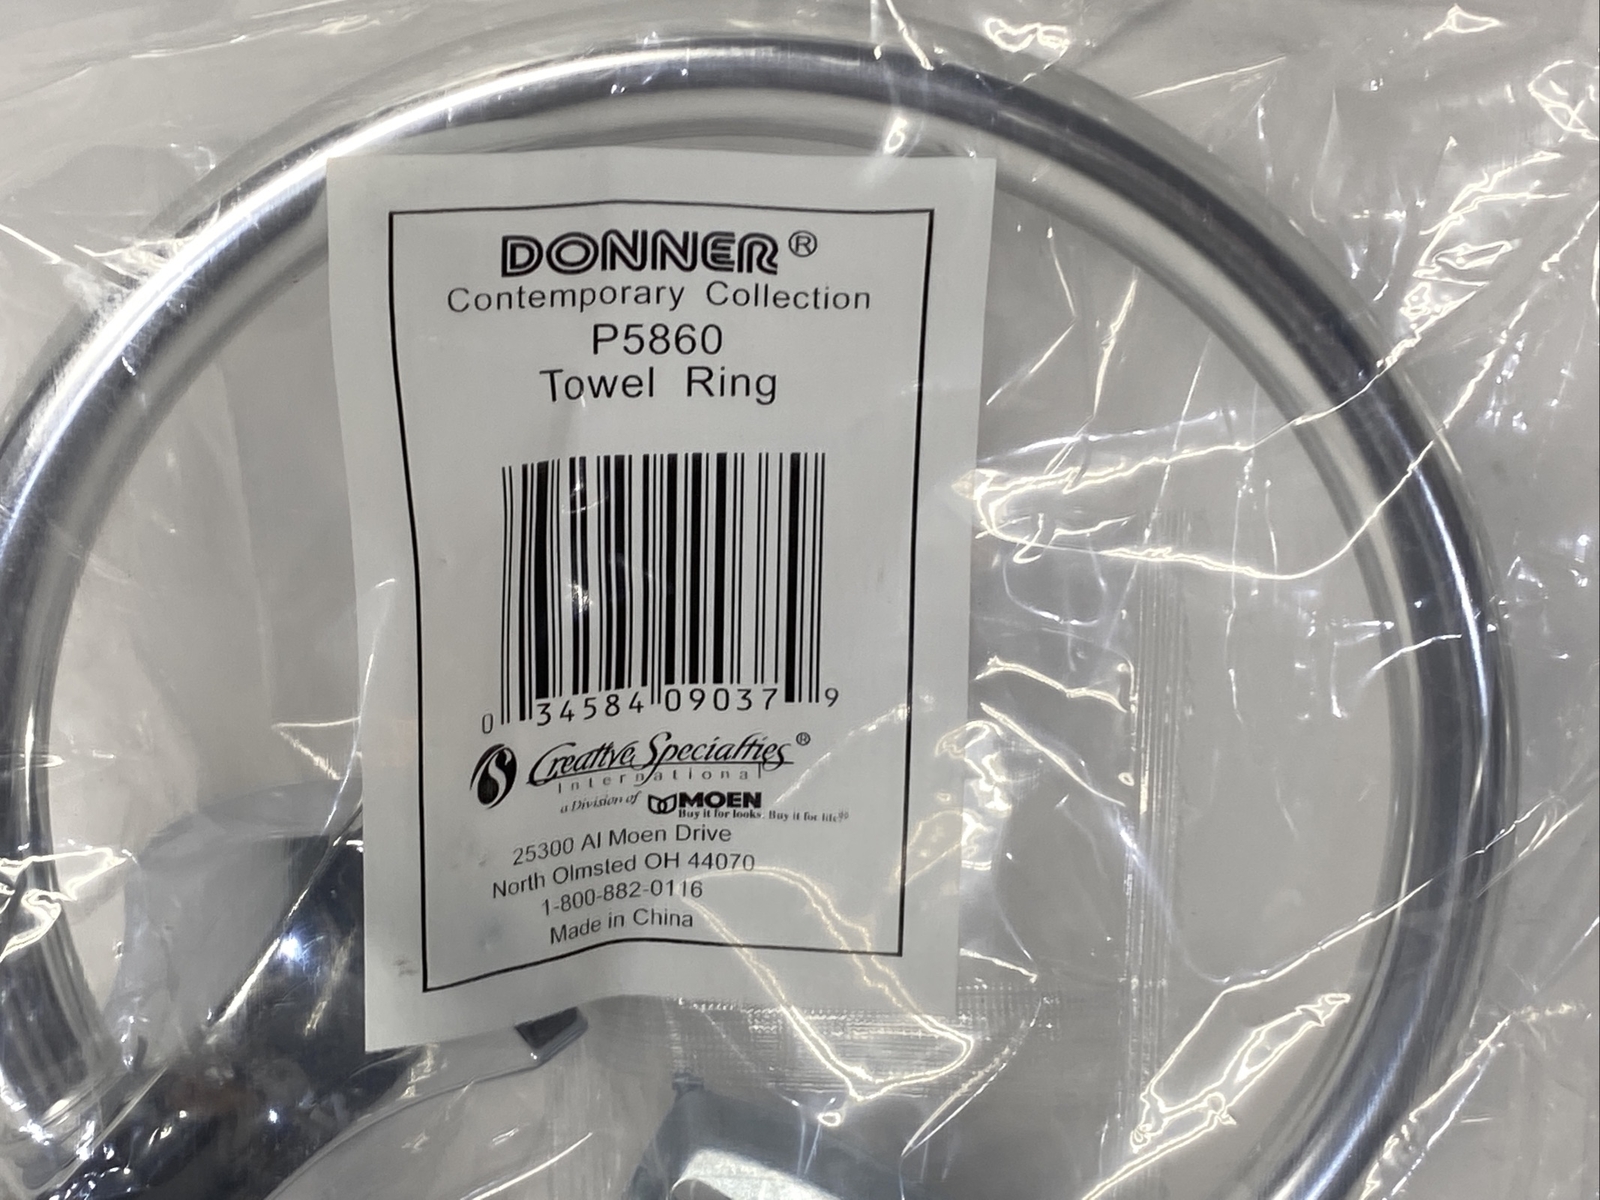 DONNER®
Contemporary Collection
P5860
Towel Ring
0 34584 09037 9
Creative Specialties®
International
a Division of MOEN
Buy it for looks. Buy it for life.®
25300 Al Moen Drive
North Olmsted OH 44070
1-800-882-0116
Made in China